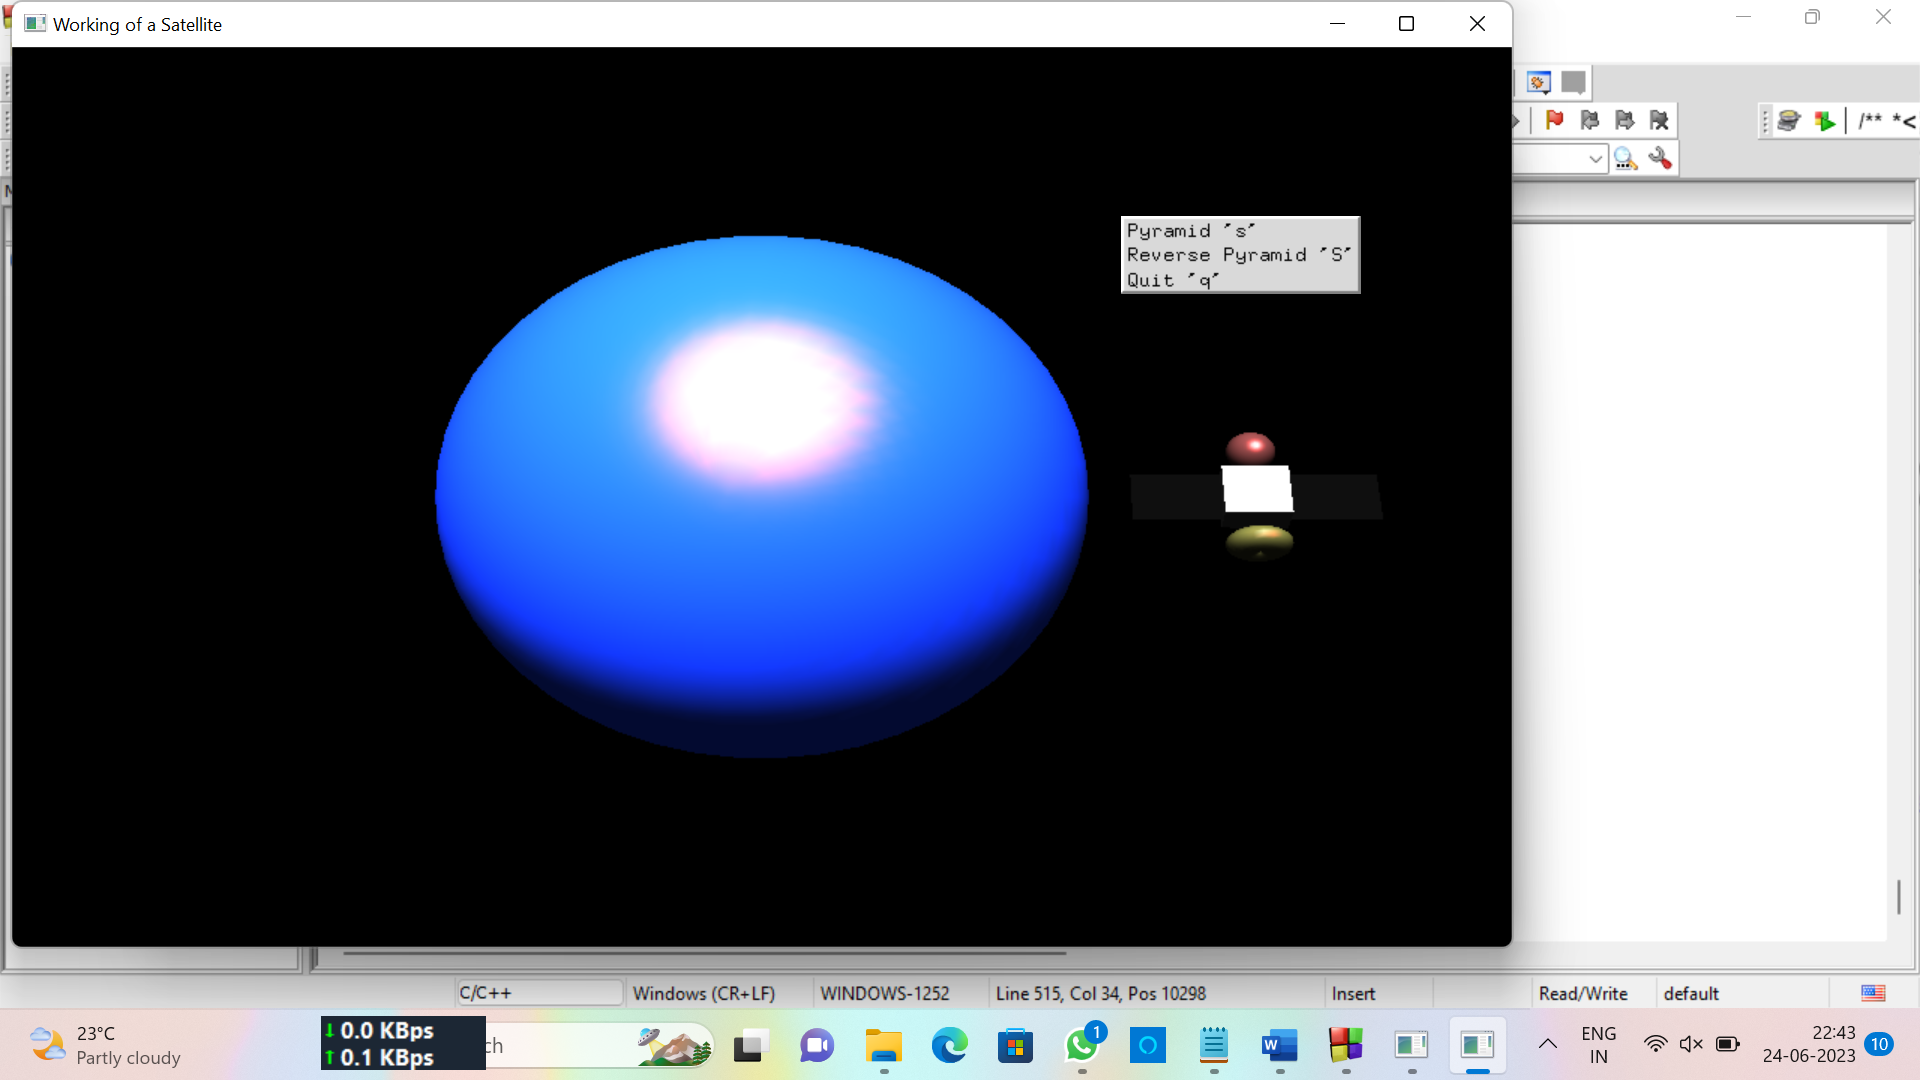 Working of a Satellite
/** *<
Pyramid 's'
Reverse Pyramid 'S'
Quit 'q'
C/C++
Windows (CR+LF)
WINDOWS-1252
Line 515, Col 34, Pos 10298
Insert
Read/Write
default
23°C
Partly cloudy
↓ 0.0 KBps
↑ 0.1 KBps
ch
1
W
ENG
IN
22:43
24-06-2023
10